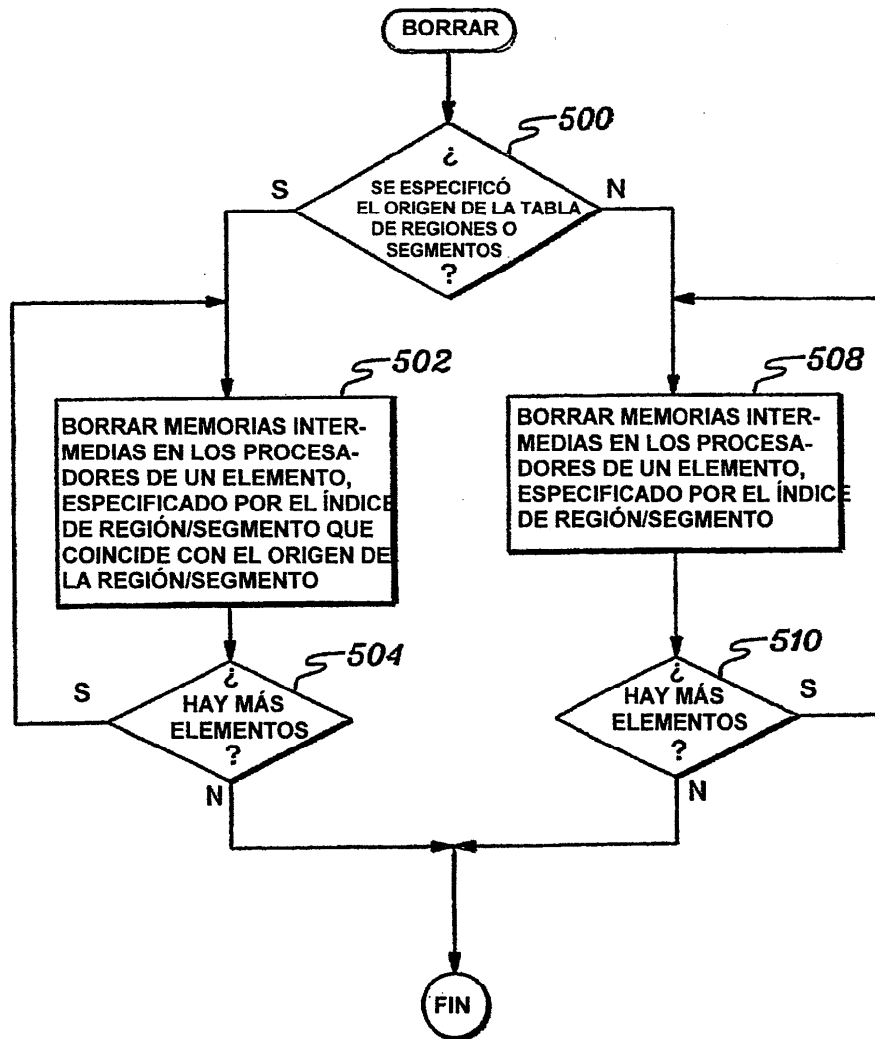 BORRAR
500
¿
S
SE ESPECIFICÓ
N
EL ORIGEN DE LA TABLA
DE REGIONES O
SEGMENTOS
?
502
BORRAR MEMORIAS INTER-
MEDIAS EN LOS PROCESA-
DORES DE UN ELEMENTO,
ESPECIFICADO POR EL ÍNDICE
DE REGIÓN/SEGMENTO QUE
COINCIDE CON EL ORIGEN DE
LA REGIÓN/SEGMENTO
508
BORRAR MEMORIAS INTER-
MEDIAS EN LOS PROCESA-
DORES DE UN ELEMENTO,
ESPECIFICADO POR EL ÍNDICE
DE REGIÓN/SEGMENTO
504
¿
S
HAY MÁS
ELEMENTOS
?
N
510
¿
HAY MÁS
S
ELEMENTOS
?
N
FIN